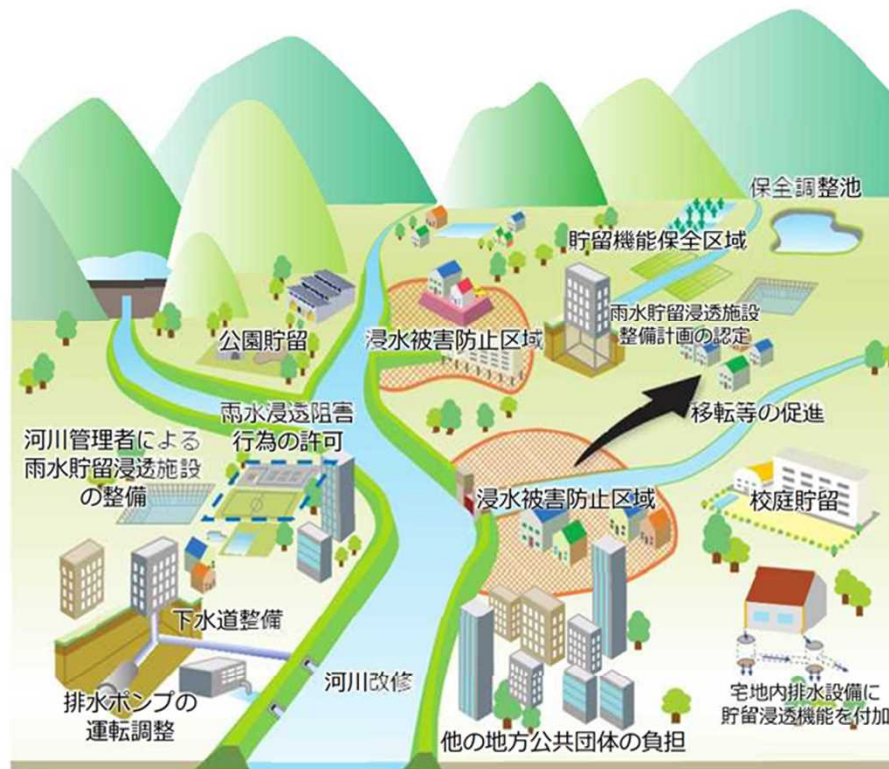 保全調整池
貯留機能保全区域
雨水貯留浸透施設
整備計画の認定
公園貯留
浸水被害防止区域
移転等の促進
雨水浸透阻害
行為の許可
河川管理者による
雨水貯留浸透施設
の整備
浸水被害防止区域
校庭貯留
下水道整備
河川改修
排水ポンプの
運転調整
他の地方公共団体の負担
宅地内排水設備に
貯留浸透機能を付加